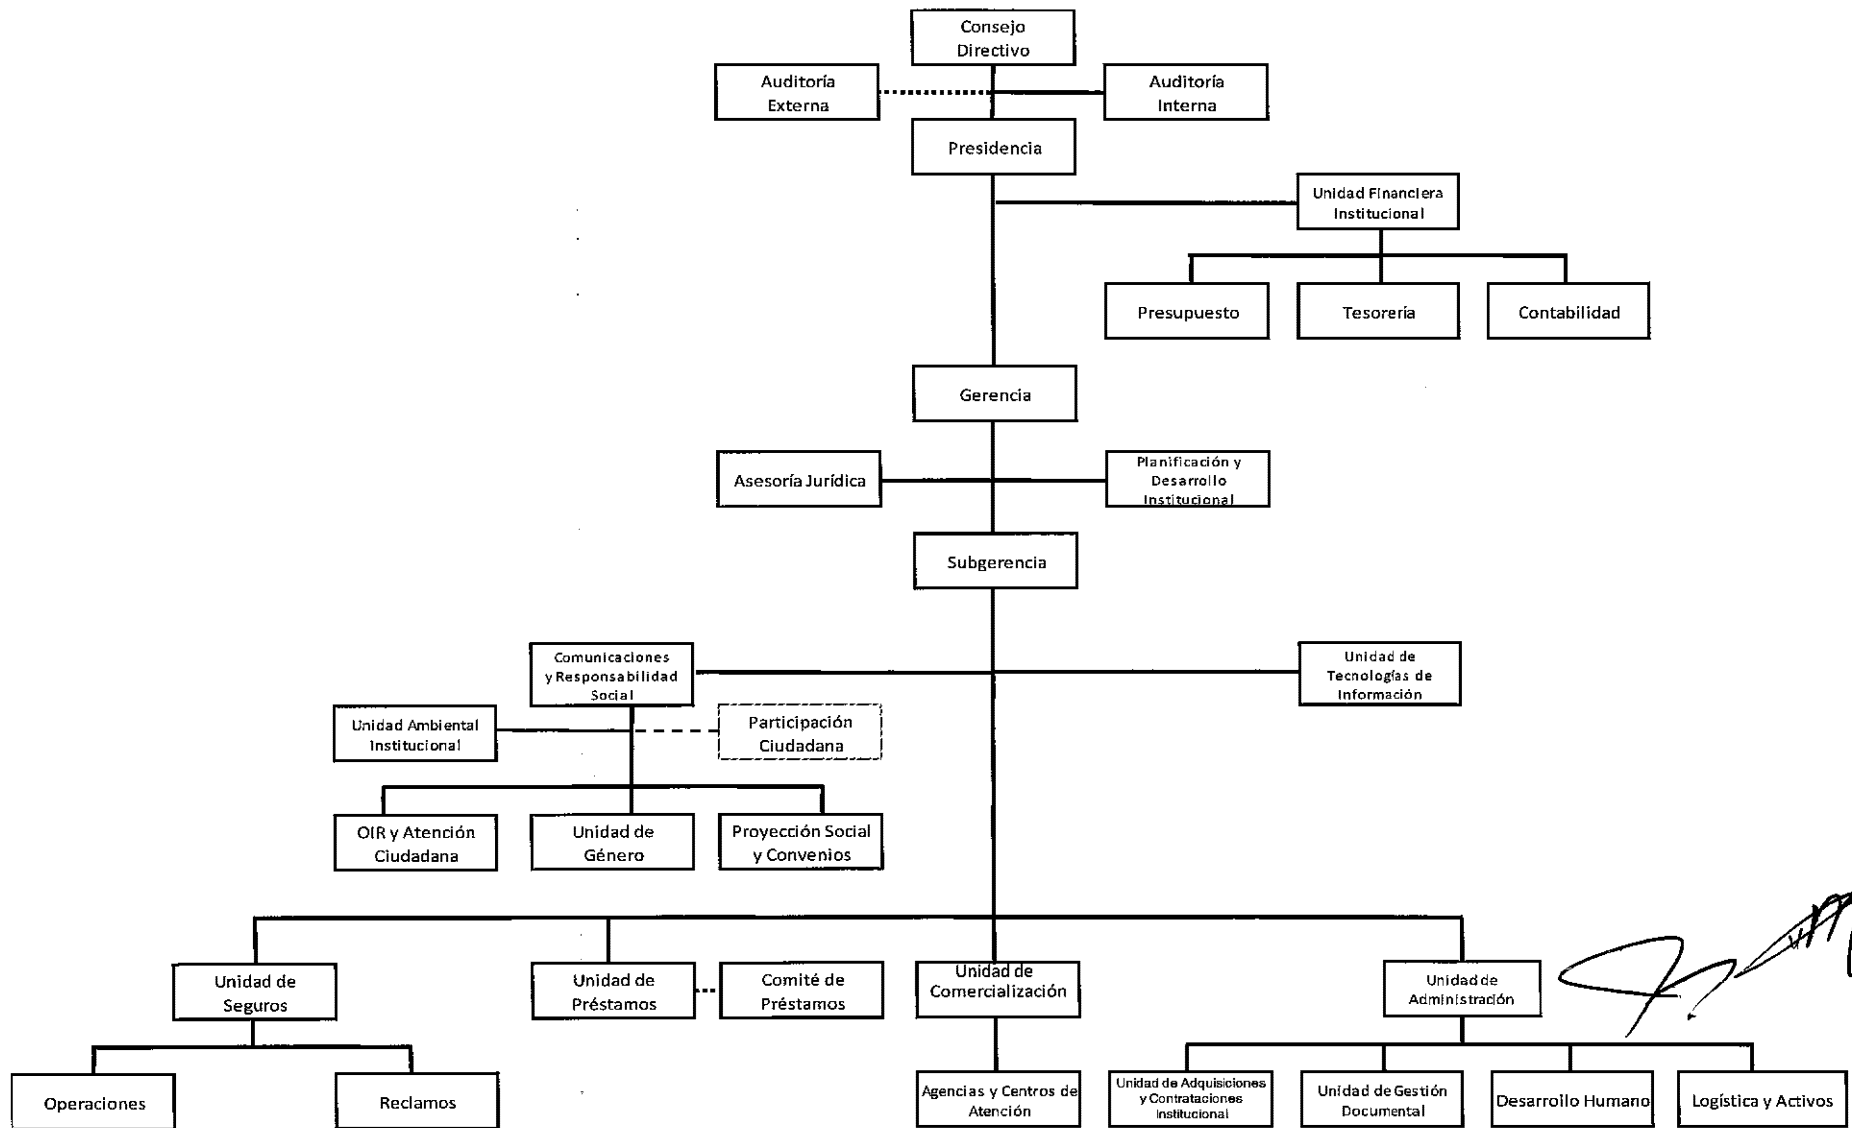 Consejo
Directivo
Auditoría
Externa
Auditoría
Interna
Presidencia
Unidad Financiera
Institucional
Presupuesto
Tesorería
Contabilidad
Gerencia
Asesoría Jurídica
Planificación y
Desarrollo
Institucional
Subgerencia
Comunicaciones
y Responsabilidad
Social
Unidad de
Tecnologías de
Información
Unidad Ambiental
Institucional
Participación
Ciudadana
OIR y Atención
Ciudadana
Unidad de
Género
Proyección Social
y Convenios
Unidad de
Seguros
Unidad de
Préstamos
Comité de
Préstamos
Unidad de
Comercialización
Unidad de
Administración
Operaciones
Reclamos
Agencias y Centros de
Atención
Unidad de Adquisiciones
y Contrataciones
Institucional
Unidad de Gestión
Documental
Desarrollo Humano
Logística y Activos